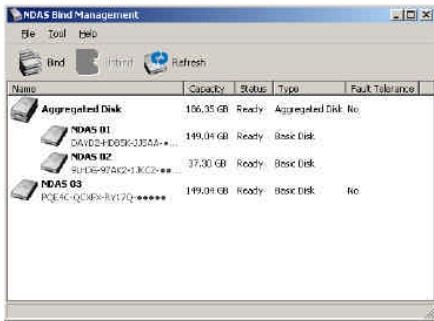 NDAS Bind Management
File Tool Help
Bind Unbind Refresh
Name Capacity Status Type Fault Tolerance
Aggregated Disk 186.35 GB Ready Aggregated Disk No
NDAS 01 149.04 GB Ready Basic Disk
NDAS 02 37.30 GB Ready Basic Disk
NDAS 03 149.04 GB Ready Basic Disk No